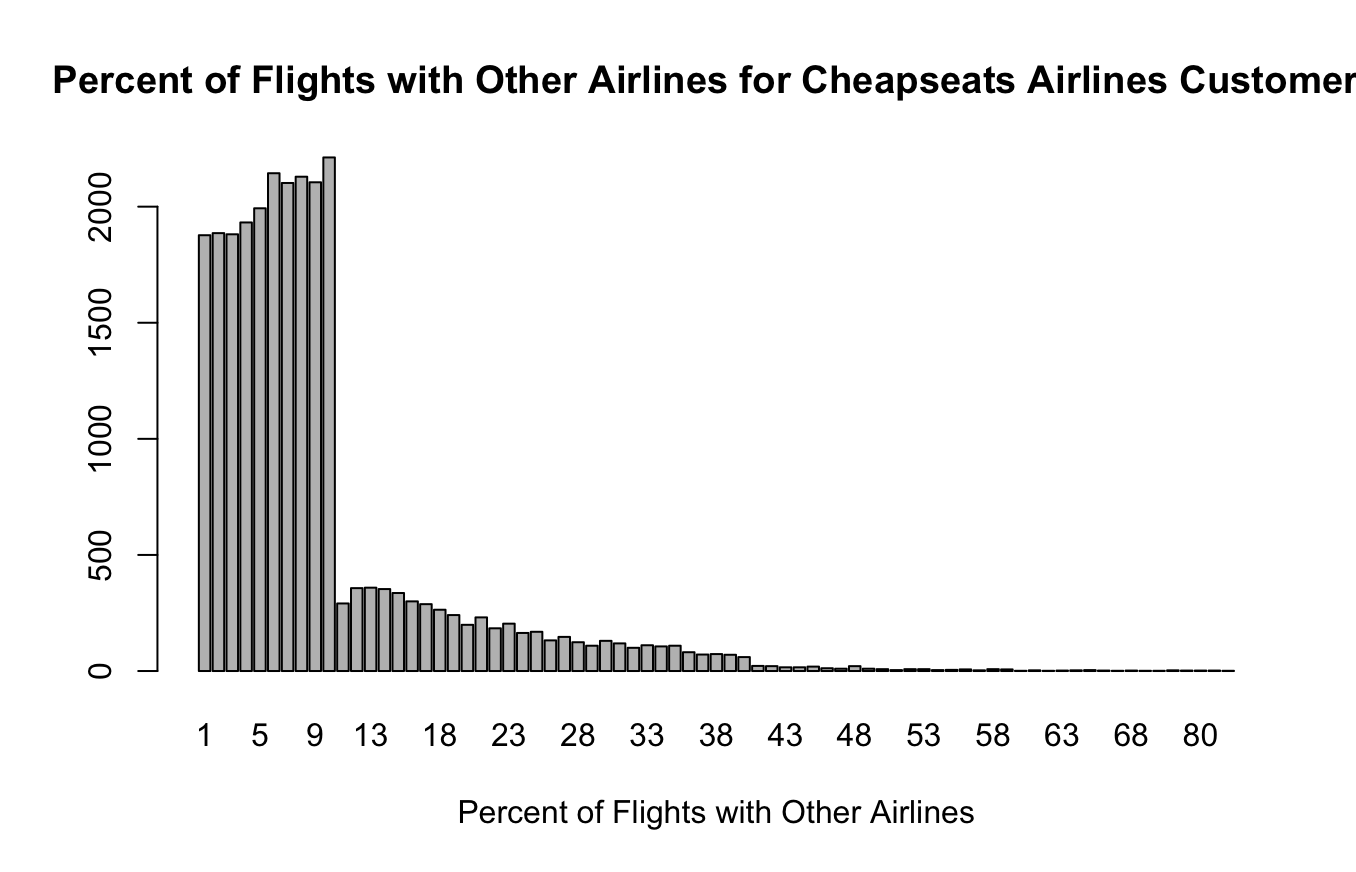 Percent of Flights with Other Airlines for Cheapseats Airlines Customer
2000
1500
1000
500
0
1 5 9 13 18 23 28 33 38 43 48 53 58 63 68 80
Percent of Flights with Other Airlines